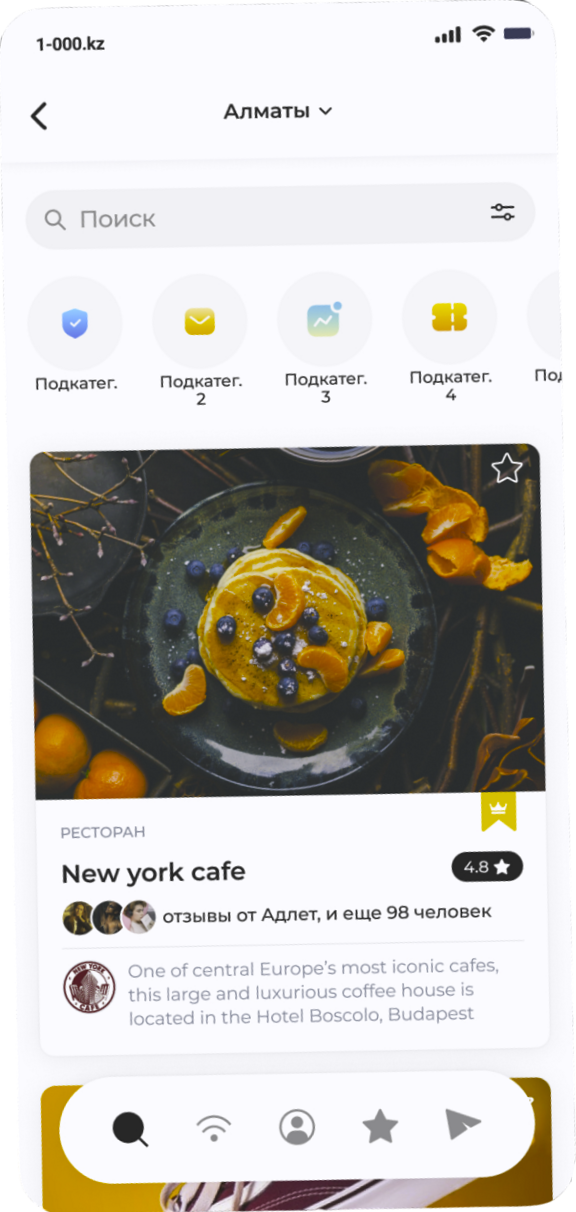 1-000.kz
Алматы
Поиск
Подкатег.
Подкатег.
2
Подкатег.
3
Подкатег.
4
Под
РЕСТОРАН
New york cafe
4.8
отзывы от Адлет, и еще 98 человек
NEW YORK
CAFE
One of central Europe’s most iconic cafes,
this large and luxurious coffee house is
located in the Hotel Boscolo, Budapest